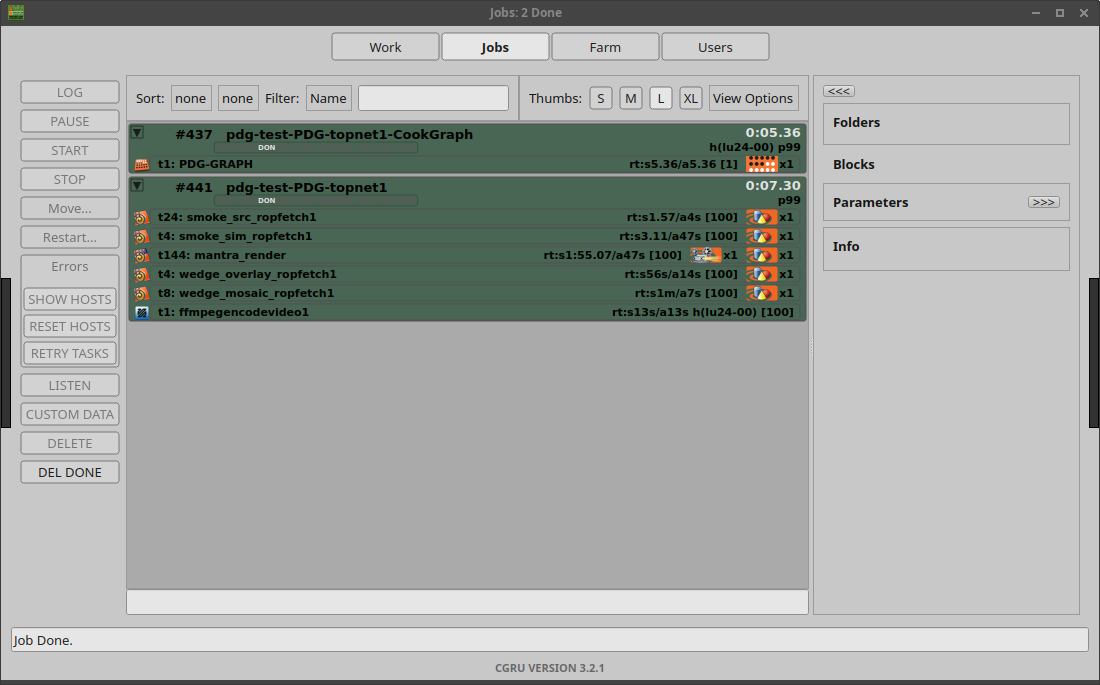 Jobs: 2 Done
Work Jobs Farm Users
LOG
PAUSE
START
STOP
Move...
Restart...
Errors
SHOW HOSTS
RESET HOSTS
RETRY TASKS
LISTEN
CUSTOM DATA
DELETE
DEL DONE
Sort: none none Filter: Name Thumbs: S M L XL View Options
#437 pdg-test-PDG-topnet1-CookGraph 0:05.36
DON h(lu24-00) p99
t1: PDG-GRAPH rt:s5.36/a5.36 [1] x1
#441 pdg-test-PDG-topnet1 0:07.30
DON p99
t24: smoke_src_ropfetch1 rt:s1.57/a4s [100] x1
t4: smoke_sim_ropfetch1 rt:s3.11/a47s [100] x1
t144: mantra_render rt:s1:55.07/a47s [100] x1 x1
t4: wedge_overlay_ropfetch1 rt:s56s/a14s [100] x1
t8: wedge_mosaic_ropfetch1 rt:s1m/a7s [100] x1
t1: ffmpegencodevideo1 rt:s13s/a13s h(lu24-00) [100]
<<<
Folders
Blocks
Parameters >>>
Info
Job Done.
CGRU VERSION 3.2.1